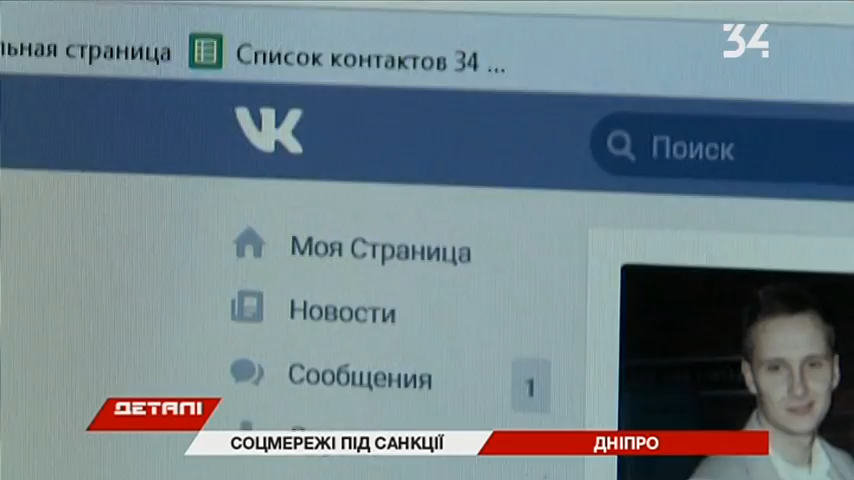 34
льная страница
Список контактов 34 ...
VK
Поиск
Моя Страница
Новости
Сообщения
1
ДЕТАЛІ
СОЦМЕРЕЖІ ПІД САНКЦІЇ
ДНІПРО